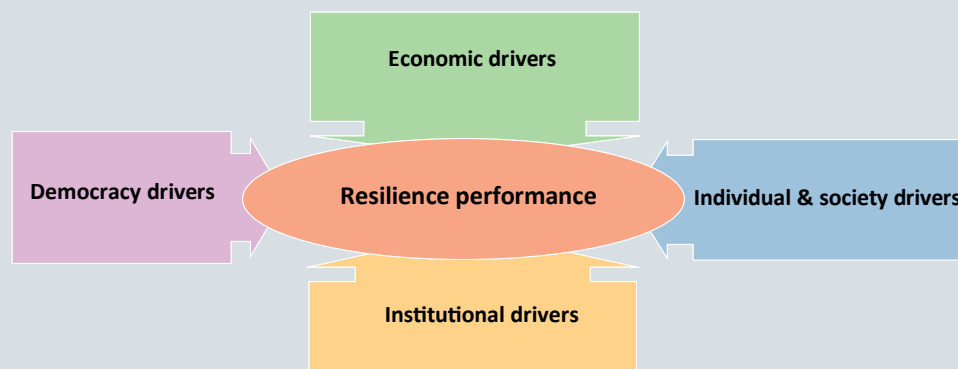 Economic drivers
Democracy drivers
Resilience performance
Individual & society drivers
Institutional drivers